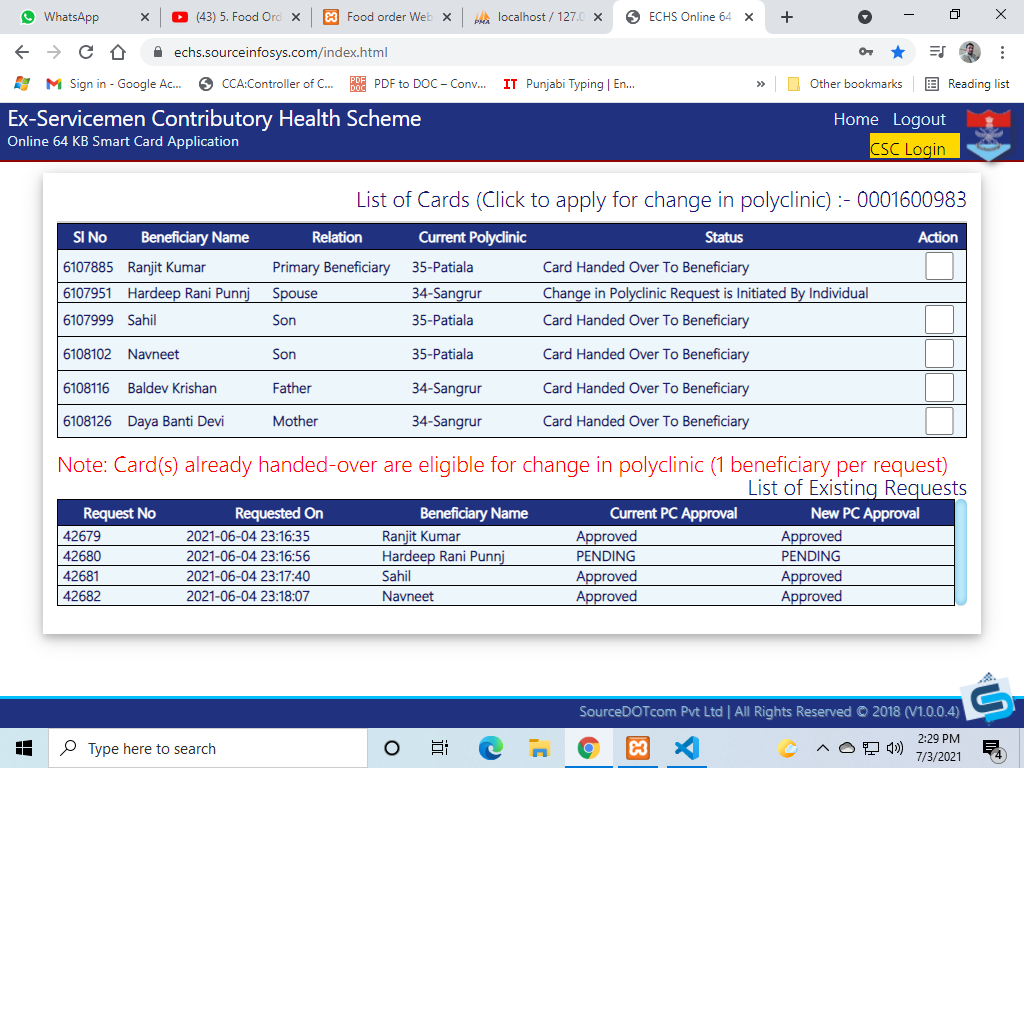 WhatsApp
(43) 5. Food Ord
Food order Web
localhost / 127.0
ECHS Online 64
echs.sourceinfosys.com/index.html
Sign in - Google Ac...
CCA:Controller of C...
PDF DOC
PDF to DOC – Conv...
IT Punjabi Typing | En...
»
Other bookmarks
Reading list
Ex-Servicemen Contributory Health Scheme
Home Logout
Online 64 KB Smart Card Application
CSC Login
List of Cards (Click to apply for change in polyclinic) :- 0001600983
Sl No Beneficiary Name Relation Current Polyclinic Status Action
6107885 Ranjit Kumar Primary Beneficiary 35-Patiala Card Handed Over To Beneficiary
6107951 Hardeep Rani Punnj Spouse 34-Sangrur Change in Polyclinic Request is Initiated By Individual
6107999 Sahil Son 35-Patiala Card Handed Over To Beneficiary
6108102 Navneet Son 35-Patiala Card Handed Over To Beneficiary
6108116 Baldev Krishan Father 34-Sangrur Card Handed Over To Beneficiary
6108126 Daya Banti Devi Mother 34-Sangrur Card Handed Over To Beneficiary
Note: Card(s) already handed-over are eligible for change in polyclinic (1 beneficiary per request)
List of Existing Requests
Request No Requested On Beneficiary Name Current PC Approval New PC Approval
42679 2021-06-04 23:16:35 Ranjit Kumar Approved Approved
42680 2021-06-04 23:16:56 Hardeep Rani Punnj PENDING PENDING
42681 2021-06-04 23:17:40 Sahil Approved Approved
42682 2021-06-04 23:18:07 Navneet Approved Approved
SourceDOTcom Pvt Ltd | All Rights Reserved © 2018 (V1.0.0.4)
Type here to search
2:29 PM
7/3/2021
4